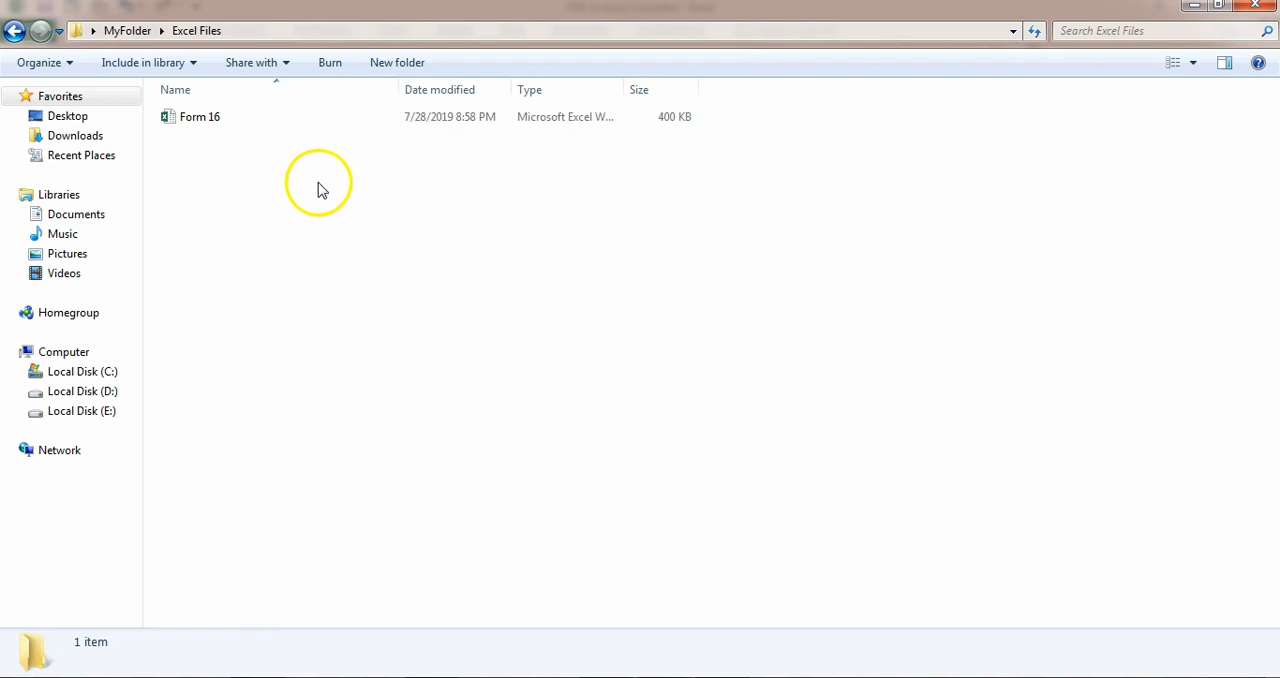 MyFolder Excel Files
Search Excel Files
Organize Include in library Share with Burn New folder
Name Date modified Type Size
Form 16 7/28/2019 8:58 PM Microsoft Excel W... 400 KB
Favorites
Desktop
Downloads
Recent Places
Libraries
Documents
Music
Pictures
Videos
Homegroup
Computer
Local Disk (C:)
Local Disk (D:)
Local Disk (E:)
Network
1 item